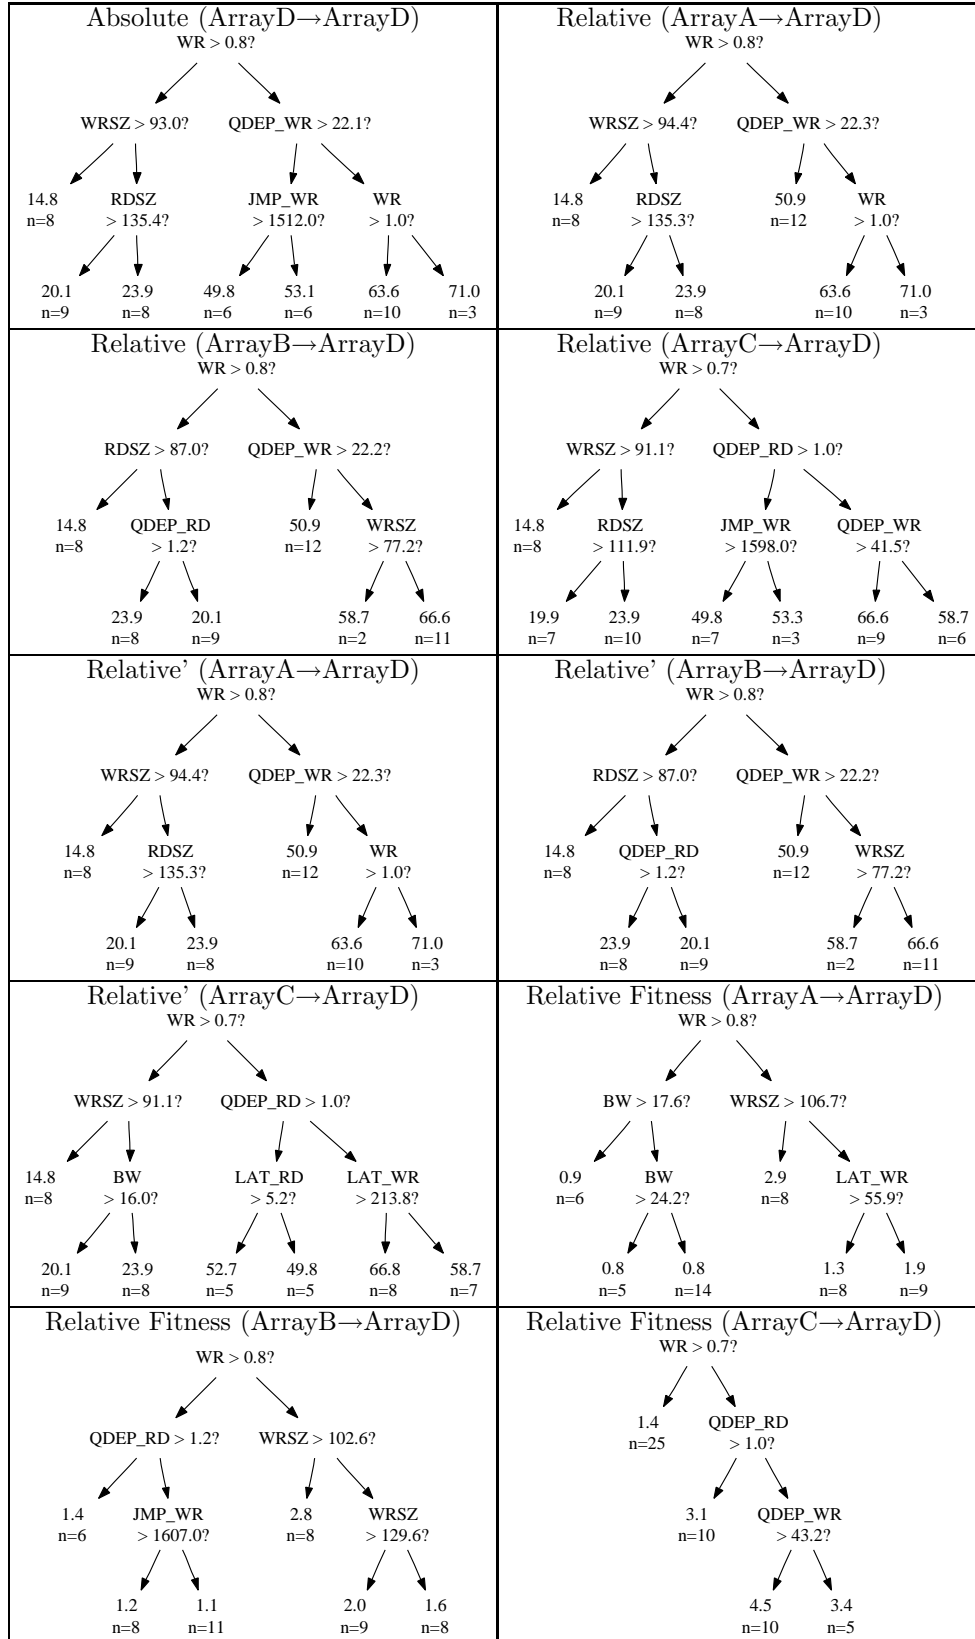 Absolute (ArrayD→ArrayD)
WR > 0.8?
WRSZ > 93.0? QDEP_WR > 22.1?
14.8 RDSZ JMP_WR WR
n=8 > 135.4? > 1512.0? > 1.0?
20.1 23.9 49.8 53.1 63.6 71.0
n=9 n=8 n=6 n=6 n=10 n=3
Relative (ArrayA→ArrayD)
WR > 0.8?
WRSZ > 94.4? QDEP_WR > 22.3?
14.8 RDSZ 50.9 WR
n=8 > 135.3? n=12 > 1.0?
20.1 23.9 63.6 71.0
n=9 n=8 n=10 n=3
Relative (ArrayB→ArrayD)
WR > 0.8?
RDSZ > 87.0? QDEP_WR > 22.2?
14.8 QDEP_RD 50.9 WRSZ
n=8 > 1.2? n=12 > 77.2?
23.9 20.1 58.7 66.6
n=8 n=9 n=2 n=11
Relative (ArrayC→ArrayD)
WR > 0.7?
WRSZ > 91.1? QDEP_RD > 1.0?
14.8 RDSZ JMP_WR QDEP_WR
n=8 > 111.9? > 1598.0? > 41.5?
19.9 23.9 49.8 53.3 66.6 58.7
n=7 n=10 n=7 n=3 n=9 n=6
Relative’ (ArrayA→ArrayD)
WR > 0.8?
WRSZ > 94.4? QDEP_WR > 22.3?
14.8 RDSZ 50.9 WR
n=8 > 135.3? n=12 > 1.0?
20.1 23.9 63.6 71.0
n=9 n=8 n=10 n=3
Relative’ (ArrayB→ArrayD)
WR > 0.8?
RDSZ > 87.0? QDEP_WR > 22.2?
14.8 QDEP_RD 50.9 WRSZ
n=8 > 1.2? n=12 > 77.2?
23.9 20.1 58.7 66.6
n=8 n=9 n=2 n=11
Relative’ (ArrayC→ArrayD)
WR > 0.7?
WRSZ > 91.1? QDEP_RD > 1.0?
14.8 BW LAT_RD LAT_WR
n=8 > 16.0? > 5.2? > 213.8?
20.1 23.9 52.7 49.8 66.8 58.7
n=9 n=8 n=5 n=5 n=8 n=7
Relative Fitness (ArrayA→ArrayD)
WR > 0.8?
BW > 17.6? WRSZ > 106.7?
0.9 BW 2.9 LAT_WR
n=6 > 24.2? n=8 > 55.9?
0.8 0.8 1.3 1.9
n=5 n=14 n=8 n=9
Relative Fitness (ArrayB→ArrayD)
WR > 0.8?
QDEP_RD > 1.2? WRSZ > 102.6?
1.4 JMP_WR 2.8 WRSZ
n=6 > 1607.0? n=8 > 129.6?
1.2 1.1 2.0 1.6
n=8 n=11 n=9 n=8
Relative Fitness (ArrayC→ArrayD)
WR > 0.7?
1.4 QDEP_RD
n=25 > 1.0?
3.1 QDEP_WR
n=10 > 43.2?
4.5 3.4
n=10 n=5